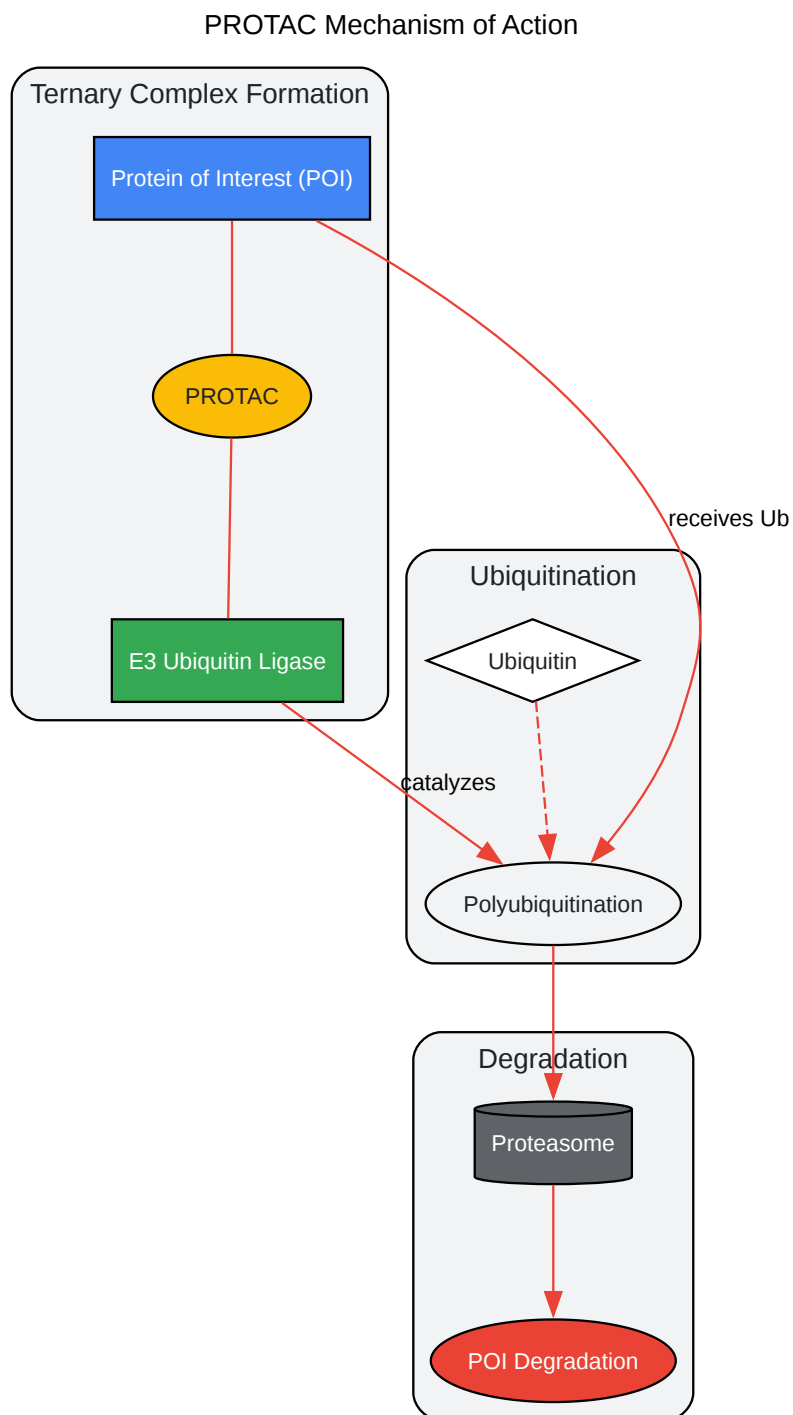 PROTAC Mechanism of Action
Ternary Complex Formation
Protein of Interest (POI)
PROTAC
receives Ub
Ubiquitination
E3 Ubiquitin Ligase
Ubiquitin
catalyzes
Polyubiquitination
Degradation
Proteasome
POI Degradation